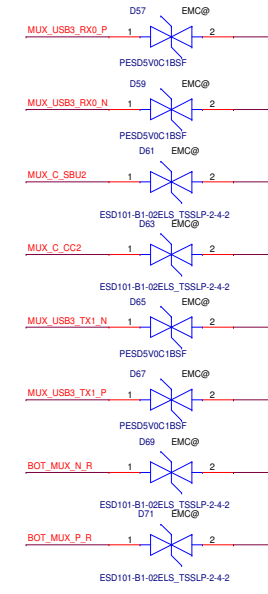 D57 EMC@
MUX_USB3_RX0_P 1 2
PESD5V0C1BSF
D59 EMC@
MUX_USB3_RX0_N 1 2
PESD5V0C1BSF
D61 EMC@
MUX_C_SBU2 1 2
ESD101-B1-02ELS_TSSLP-2-4-2
D63 EMC@
MUX_C_CC2 1 2
ESD101-B1-02ELS_TSSLP-2-4-2
D65 EMC@
MUX_USB3_TX1_N 1 2
PESD5V0C1BSF
D67 EMC@
MUX_USB3_TX1_P 1 2
PESD5V0C1BSF
D69 EMC@
BOT_MUX_N_R 1 2
ESD101-B1-02ELS_TSSLP-2-4-2
D71 EMC@
BOT_MUX_P_R 1 2
ESD101-B1-02ELS_TSSLP-2-4-2